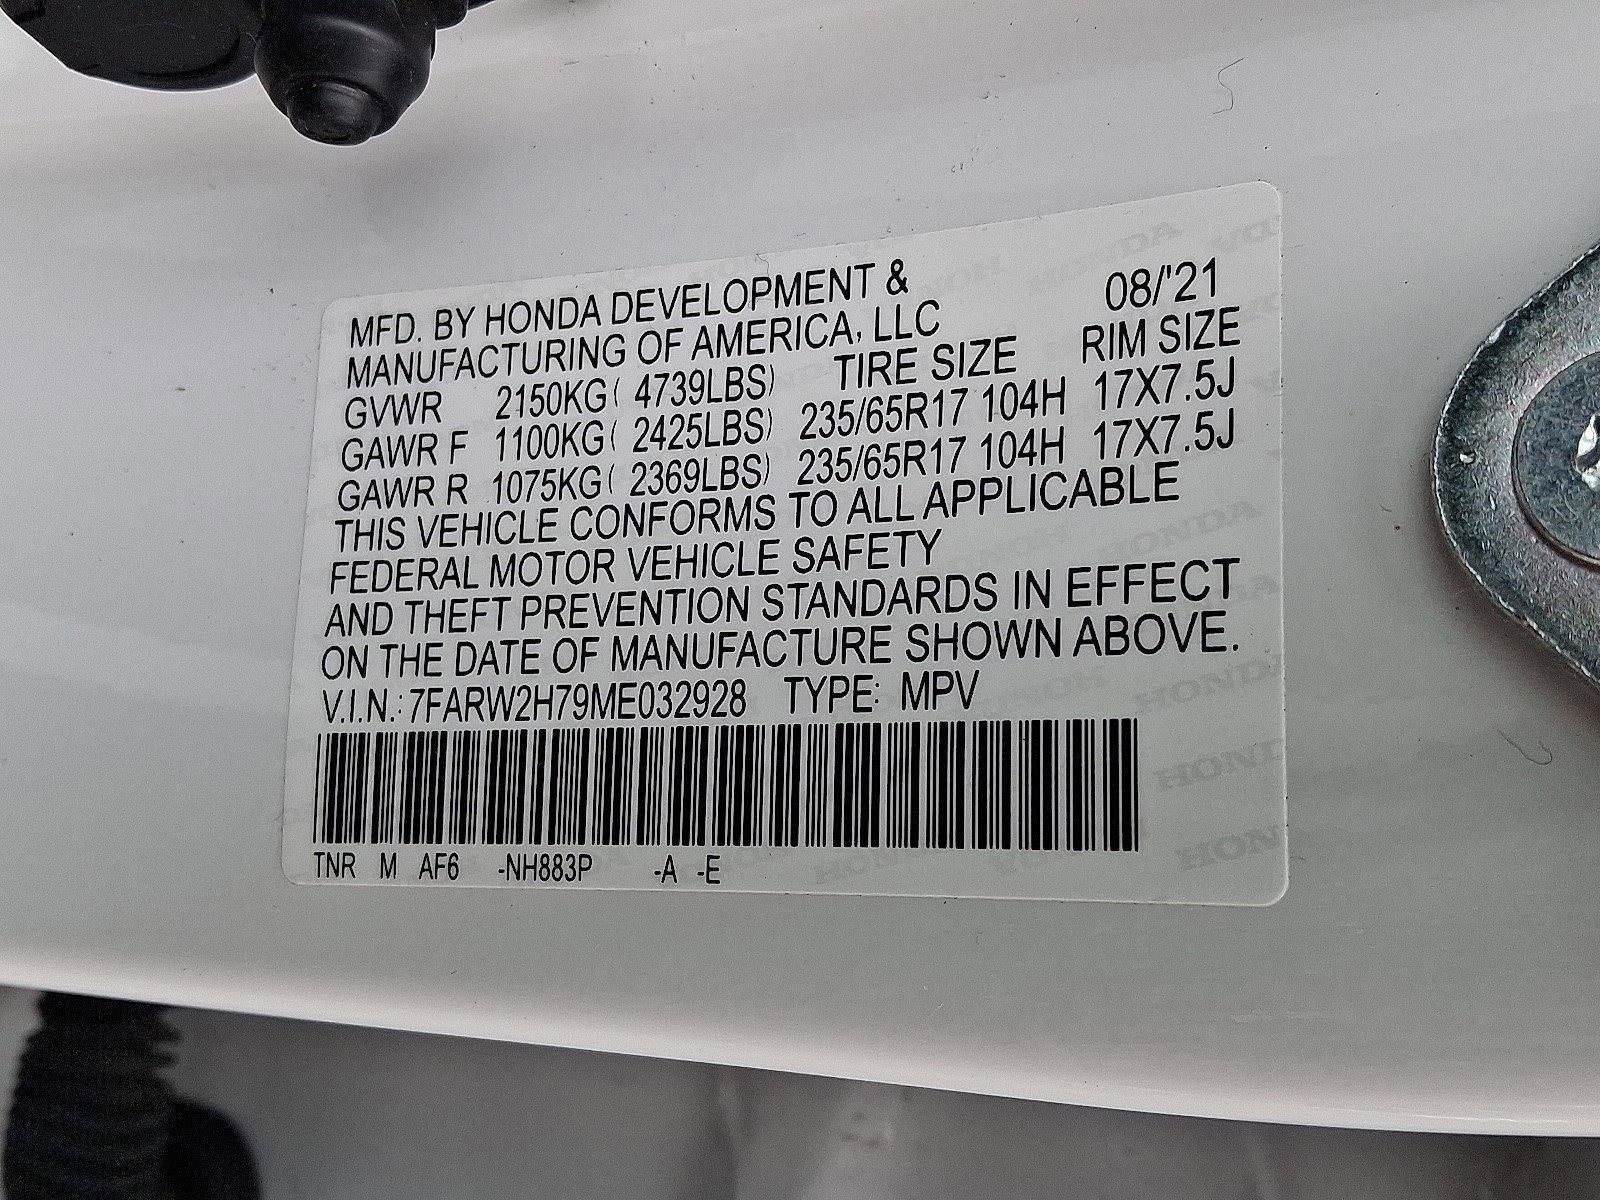 MFD. BY HONDA DEVELOPMENT & 08/'21
MANUFACTURING OF AMERICA, LLC
TIRE SIZE RIM SIZE
GVWR 2150KG( 4739LBS)
GAWR F 1100KG( 2425LBS) 235/65R17 104H 17X7.5J
GAWR R 1075KG( 2369LBS) 235/65R17 104H 17X7.5J
THIS VEHICLE CONFORMS TO ALL APPLICABLE
FEDERAL MOTOR VEHICLE SAFETY
AND THEFT PREVENTION STANDARDS IN EFFECT
ON THE DATE OF MANUFACTURE SHOWN ABOVE.
V.I.N.: 7FARW2H79ME032928 TYPE: MPV
TNR M AF6 -NH883P -A -E